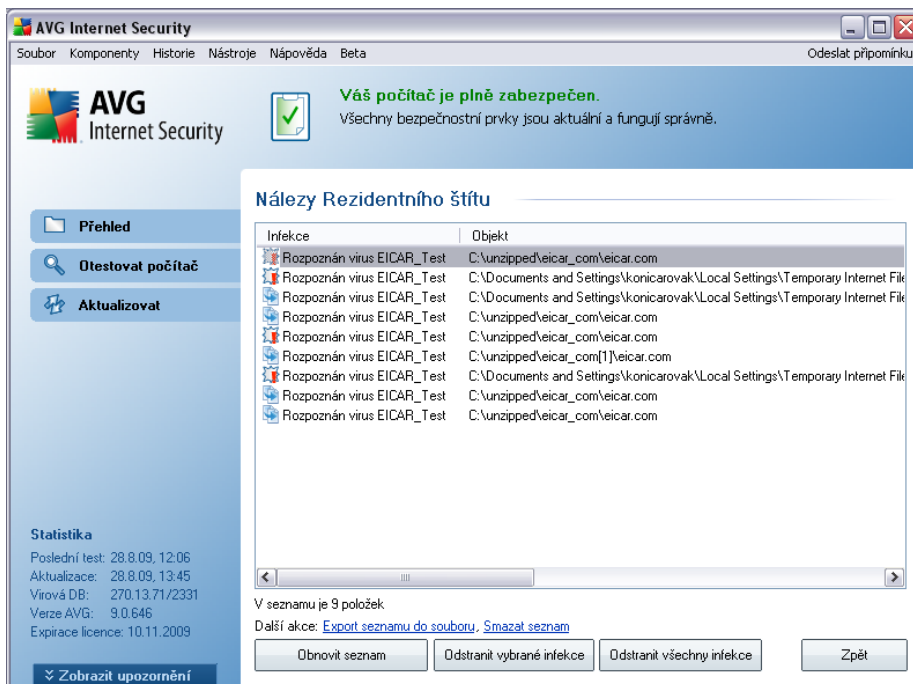 AVG Internet Security
Soubor Komponenty Historie Nástroje Nápověda Beta Odeslat připomínku
AVG
Internet Security
Váš počítač je plně zabezpečen.
Všechny bezpečnostní prvky jsou aktuální a fungují správně.
Přehled
Otestovat počítač
Aktualizovat
Nálezy Rezidentního štítu
Infekce Objekt
Rozpoznán virus EICAR_Test C:\unzipped\eicar_com\eicar.com
Rozpoznán virus EICAR_Test C:\Documents and Settings\konicarovak\Local Settings\Temporary Internet File
Rozpoznán virus EICAR_Test C:\Documents and Settings\konicarovak\Local Settings\Temporary Internet File
Rozpoznán virus EICAR_Test C:\unzipped\eicar_com\eicar.com
Rozpoznán virus EICAR_Test C:\unzipped\eicar_com\eicar.com
Rozpoznán virus EICAR_Test C:\unzipped\eicar_com[1]\eicar.com
Rozpoznán virus EICAR_Test C:\Documents and Settings\konicarovak\Local Settings\Temporary Internet File
Rozpoznán virus EICAR_Test C:\unzipped\eicar_com\eicar.com
Rozpoznán virus EICAR_Test C:\unzipped\eicar_com\eicar.com
V seznamu je 9 položek
Další akce: Export seznamu do souboru, Smazat seznam
Obnovit seznam Odstranit vybrané infekce Odstranit všechny infekce Zpět
Statistika
Poslední test: 28.8.09, 12:06
Aktualizace: 28.8.09, 13:45
Virová DB: 270.13.71/2331
Verze AVG: 9.0.646
Expirace licence: 10.11.2009
Zobrazit upozornění